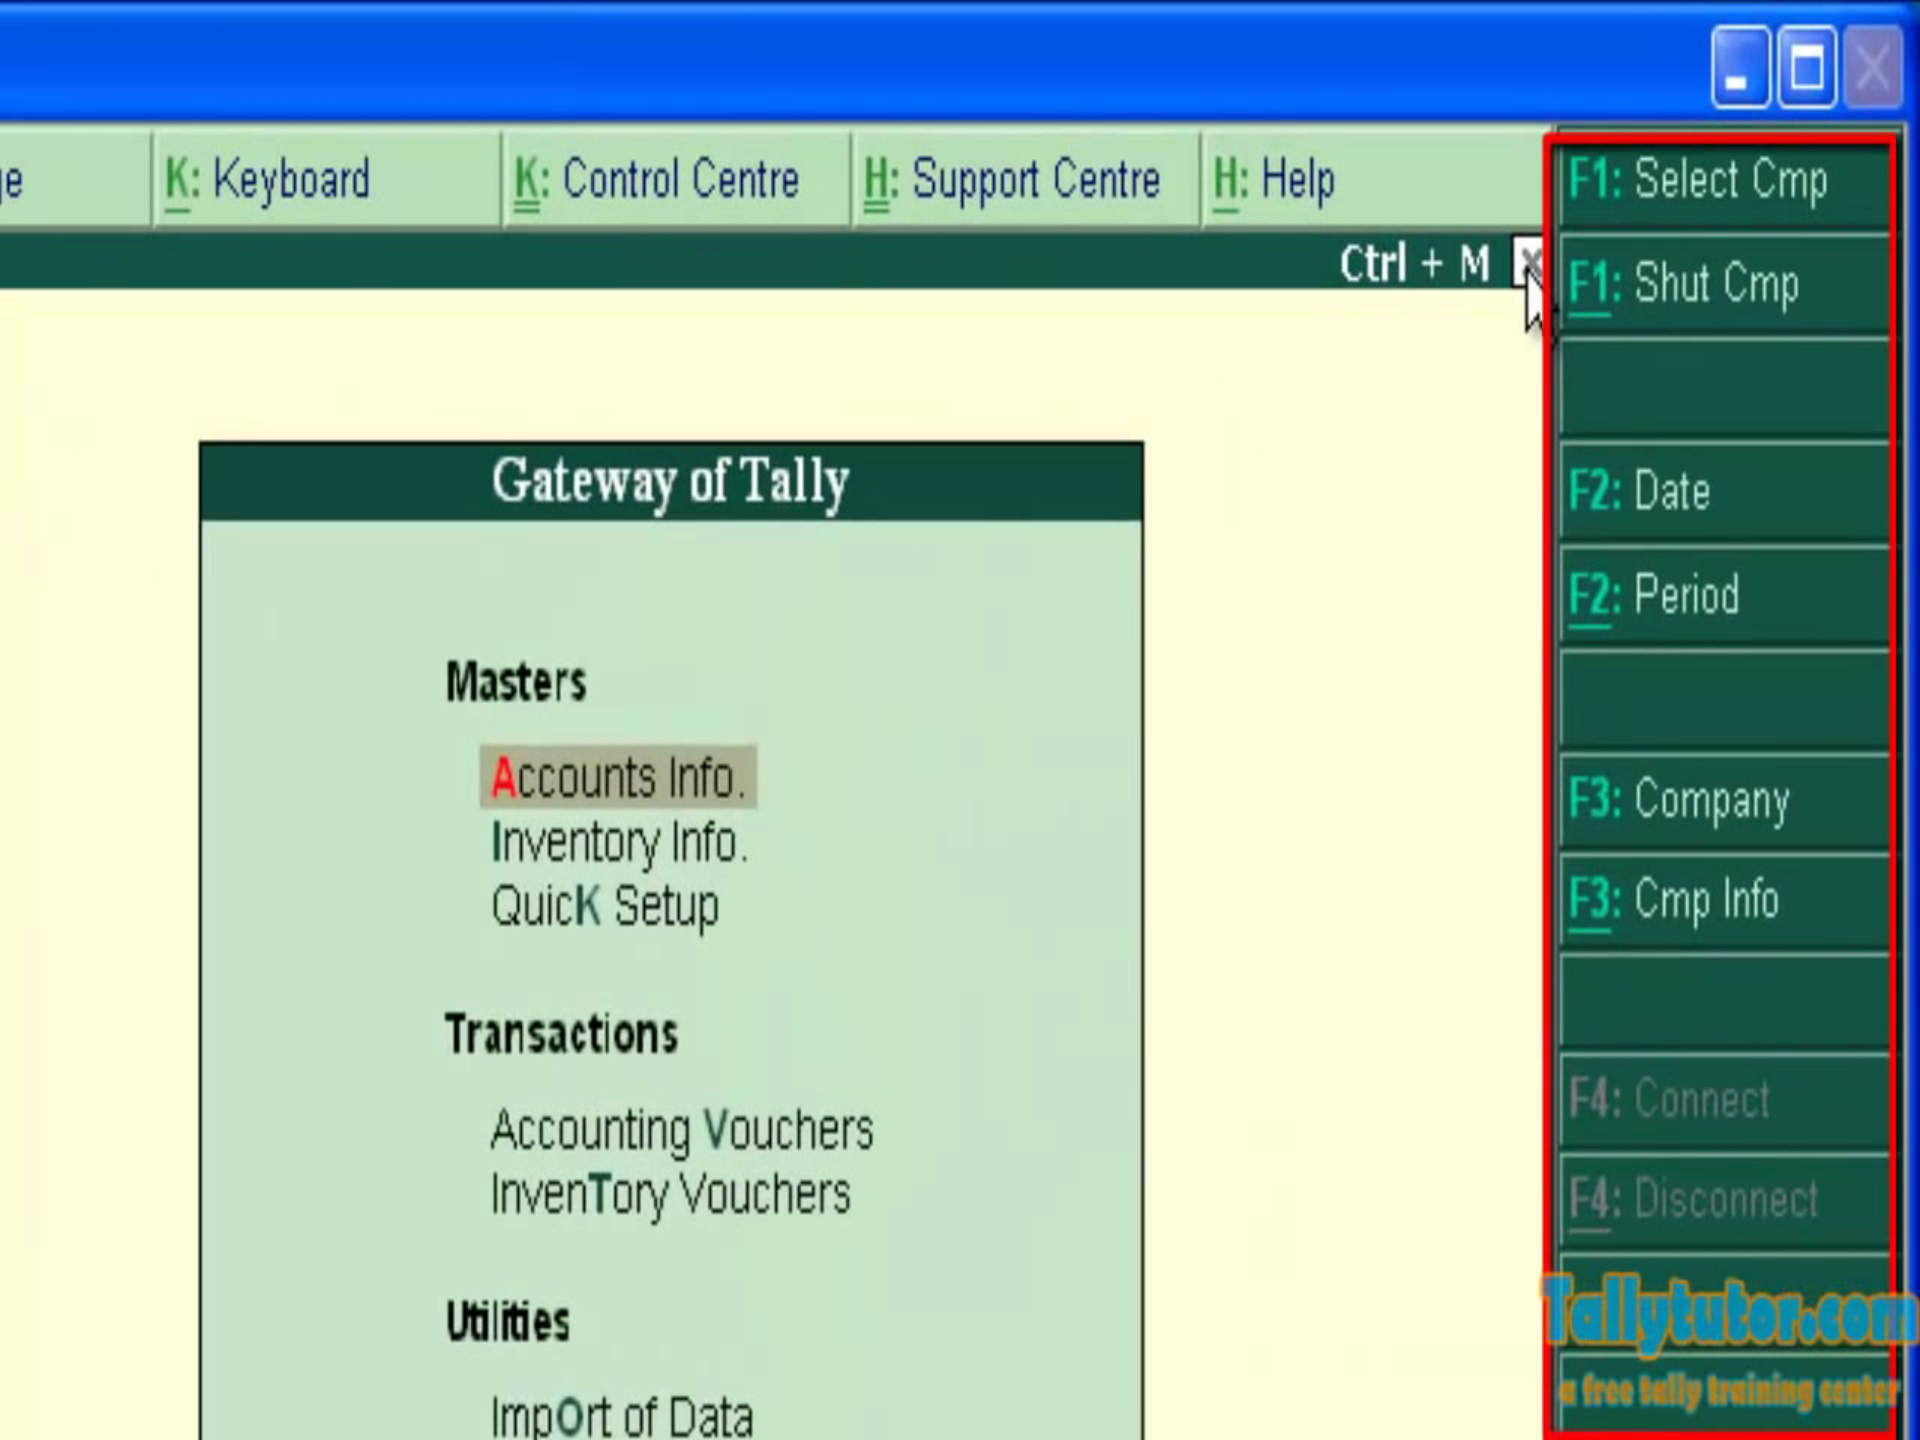 ge
K: Keyboard
K: Control Centre
H: Support Centre
H: Help
Ctrl + M
Gateway of Tally
Masters
Accounts Info.
Inventory Info.
QuicK Setup
Transactions
Accounting Vouchers
InvenTory Vouchers
Utilities
ImpOrt of Data
F1: Select Cmp
F1: Shut Cmp
F2: Date
F2: Period
F3: Company
F3: Cmp Info
F4: Connect
F4: Disconnect
Tallytutor.com
a free tally training center